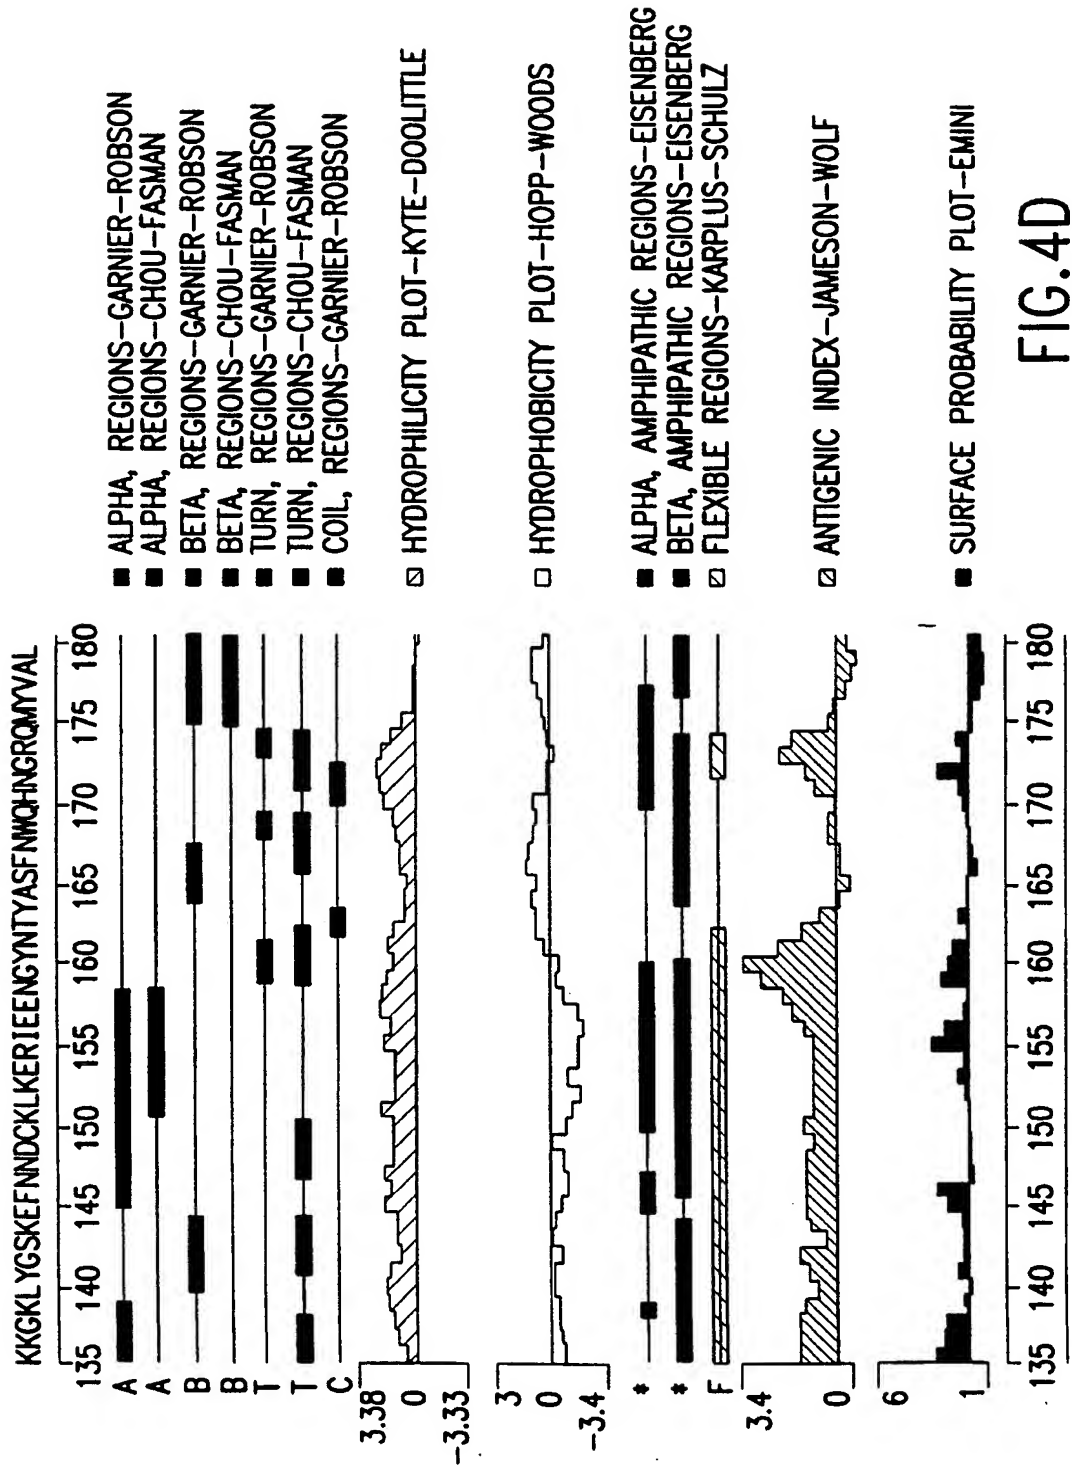 KKGKLYGSKEFNNDCKLKERIEENGYNTYASFNWQHNGRQMYVAL
135 140 145 150 155 160 165 170 175 180
A ■ ALPHA, REGIONS-GARNIER-ROBSON
A ALPHA, REGIONS-CHOU-FASMAN
B ■ BETA, REGIONS-GARNIER-ROBSON
B BETA, REGIONS-CHOU-FASMAN
T TURN, REGIONS-GARNIER-ROBSON
T TURN, REGIONS-CHOU-FASMAN
C COIL, REGIONS-GARNIER-ROBSON
3.38
0
-3.33
HYDROPHILICITY PLOT-KYTE-DOOLITTLE
3
0
-3.4
HYDROPHOBICITY PLOT-HOPP-WOODS
* ALPHA, AMPHIPATHIC REGIONS-EISENBERG
* BETA, AMPHIPATHIC REGIONS-EISENBERG
F FLEXIBLE REGIONS-KARPLUS-SCHULZ
3.4
0
ANTIGENIC INDEX-JAMESON-WOLF
6
1
SURFACE PROBABILITY PLOT-EMINI
135 140 145 150 155 160 165 170 175 180
FIG.4D